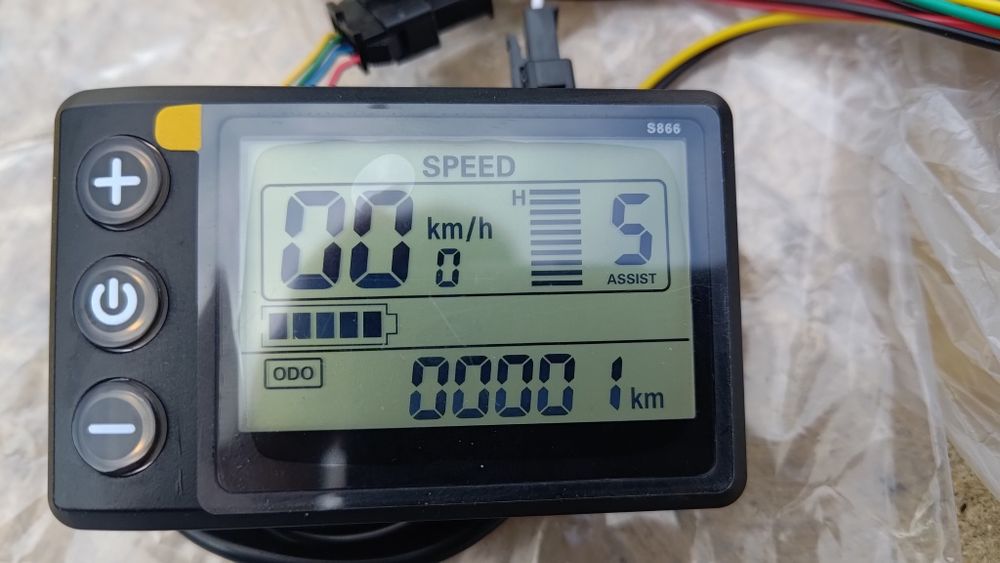 S866
SPEED
00 km/h
0
H
5
ASSIST
ODO
00001 km